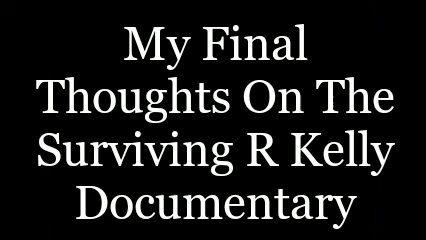 My Final
Thoughts On The
Surviving R Kelly
Documentary